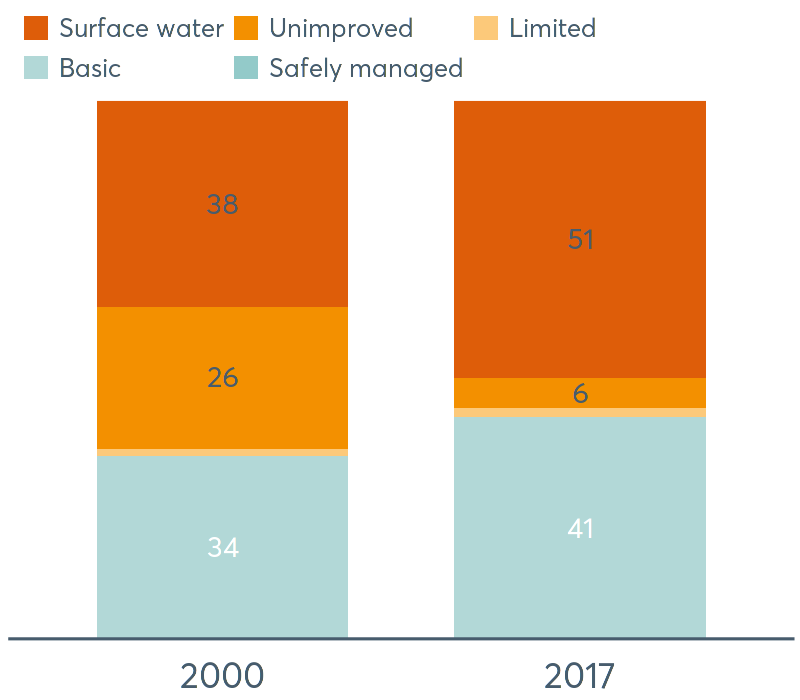 Surface water Unimproved Limited
Basic Safely managed
38 51
26 6
34 41
2000 2017